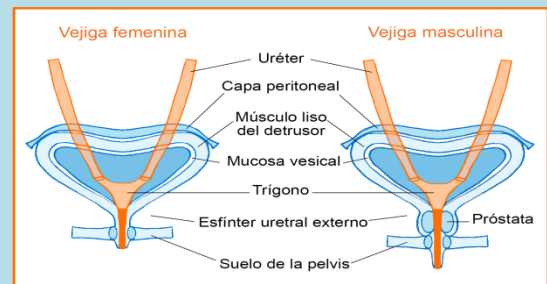 Vejiga femenina
Vejiga masculina
Uréter
Capa peritoneal
Músculo liso
del detrusor
Mucosa vesical
Trígono
Esfínter uretral externo
Próstata
Suelo de la pelvis